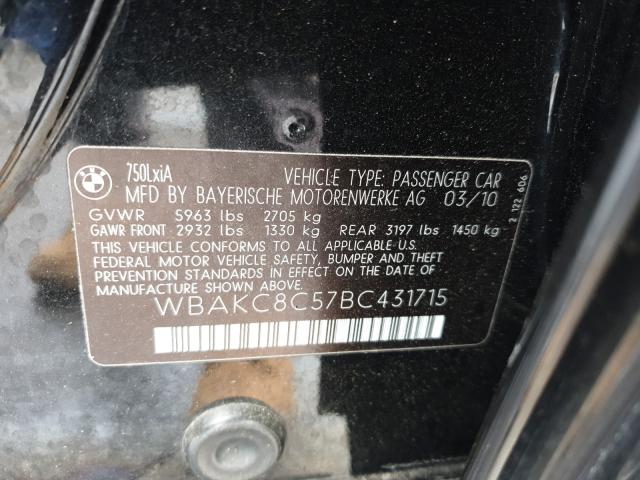 BMW
750LxiA VEHICLE TYPE: PASSENGER CAR
MFD BY BAYERISCHE MOTORENWERKE AG 03/10
GVWR 5963 lbs 2705 kg
GAWR FRONT 2932 lbs 1330 kg REAR 3197 lbs 1450 kg
THIS VEHICLE CONFORMS TO ALL APPLICABLE U.S.
FEDERAL MOTOR VEHICLE SAFETY, BUMPER, AND THEFT
PREVENTION STANDARDS IN EFFECT ON THE DATE OF
MANUFACTURE SHOWN ABOVE.
WBAKC8C57BC431715
2 122 606